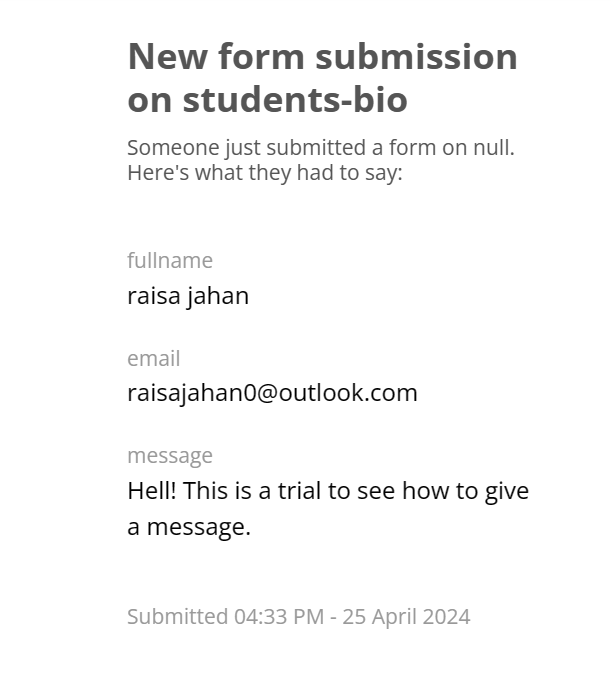 New form submission
on students-bio
Someone just submitted a form on null.
Here's what they had to say:
fullname
raisa jahan
email
raisajahan0@outlook.com
message
Hell! This is a trial to see how to give
a message.
Submitted 04:33 PM - 25 April 2024